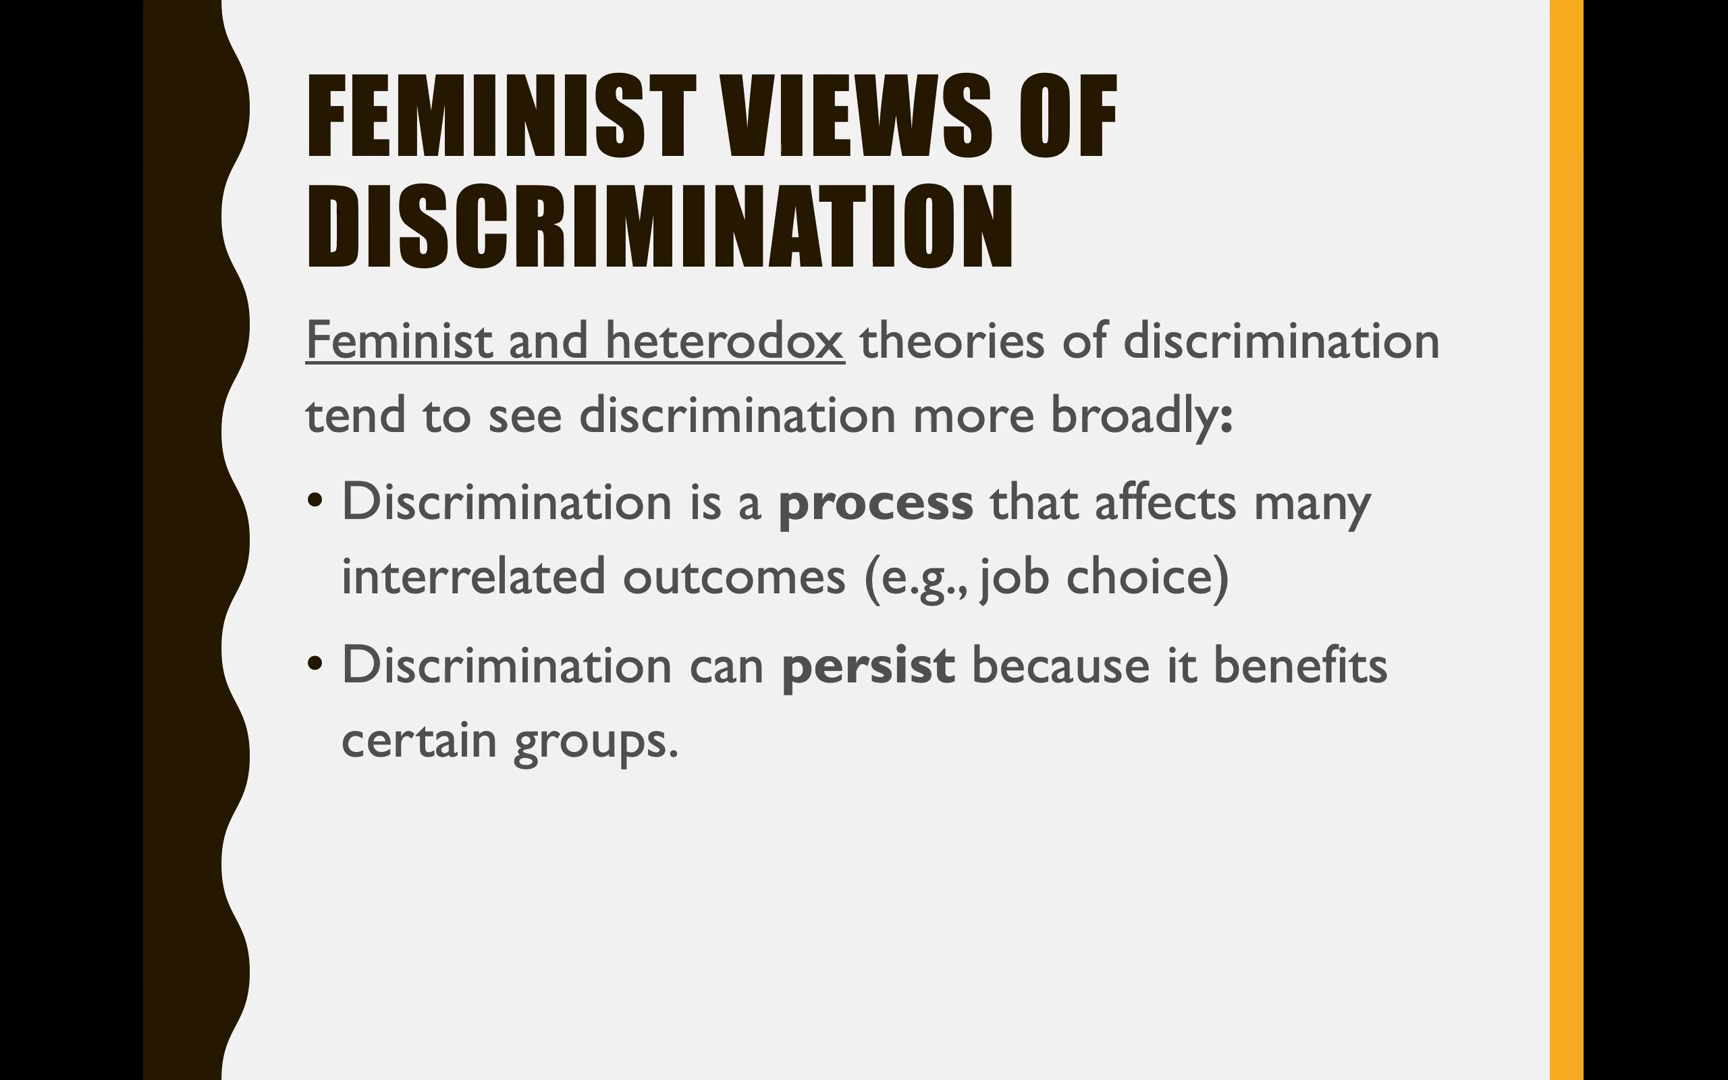 FEMINIST VIEWS OF
DISCRIMINATION
Feminist and heterodox theories of discrimination
tend to see discrimination more broadly:
• Discrimination is a process that affects many
interrelated outcomes (e.g., job choice)
• Discrimination can persist because it benefits
certain groups.